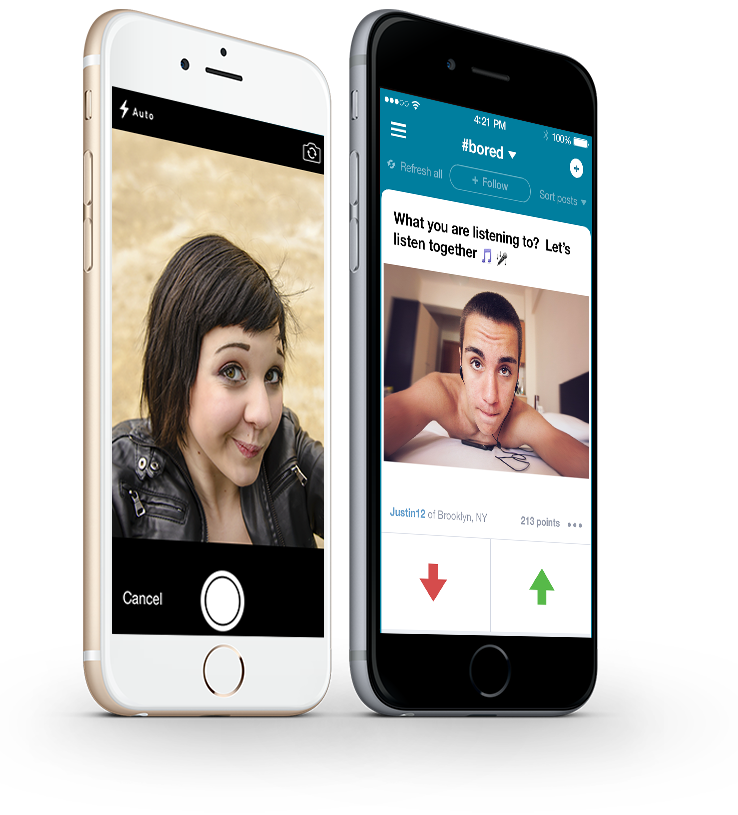 Auto
Cancel
4:21 PM
100%
#bored
Refresh all
+ Follow
Sort posts
What you are listening to? Let's
listen together 🎵 🎤
Justin12 of Brooklyn, NY
213 points